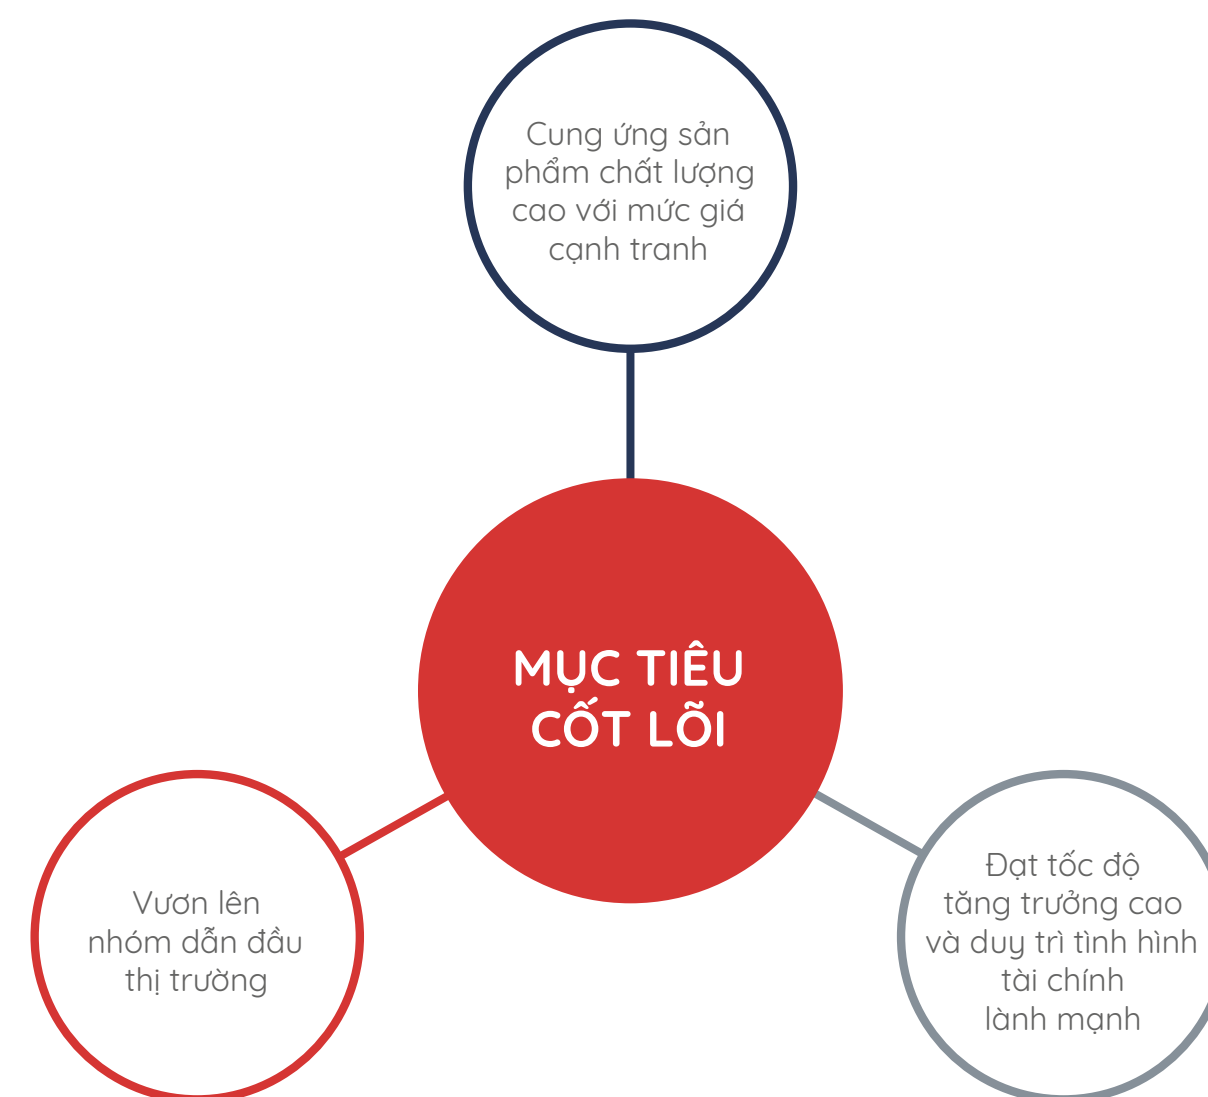 Cung ứng sản
phẩm chất lượng
cao với mức giá
cạnh tranh
MỤC TIÊU
CỐT LÕI
Vươn lên
nhóm dẫn đầu
thị trường
Đạt tốc độ
tăng trưởng cao
và duy trì tình hình
tài chính
lành mạnh